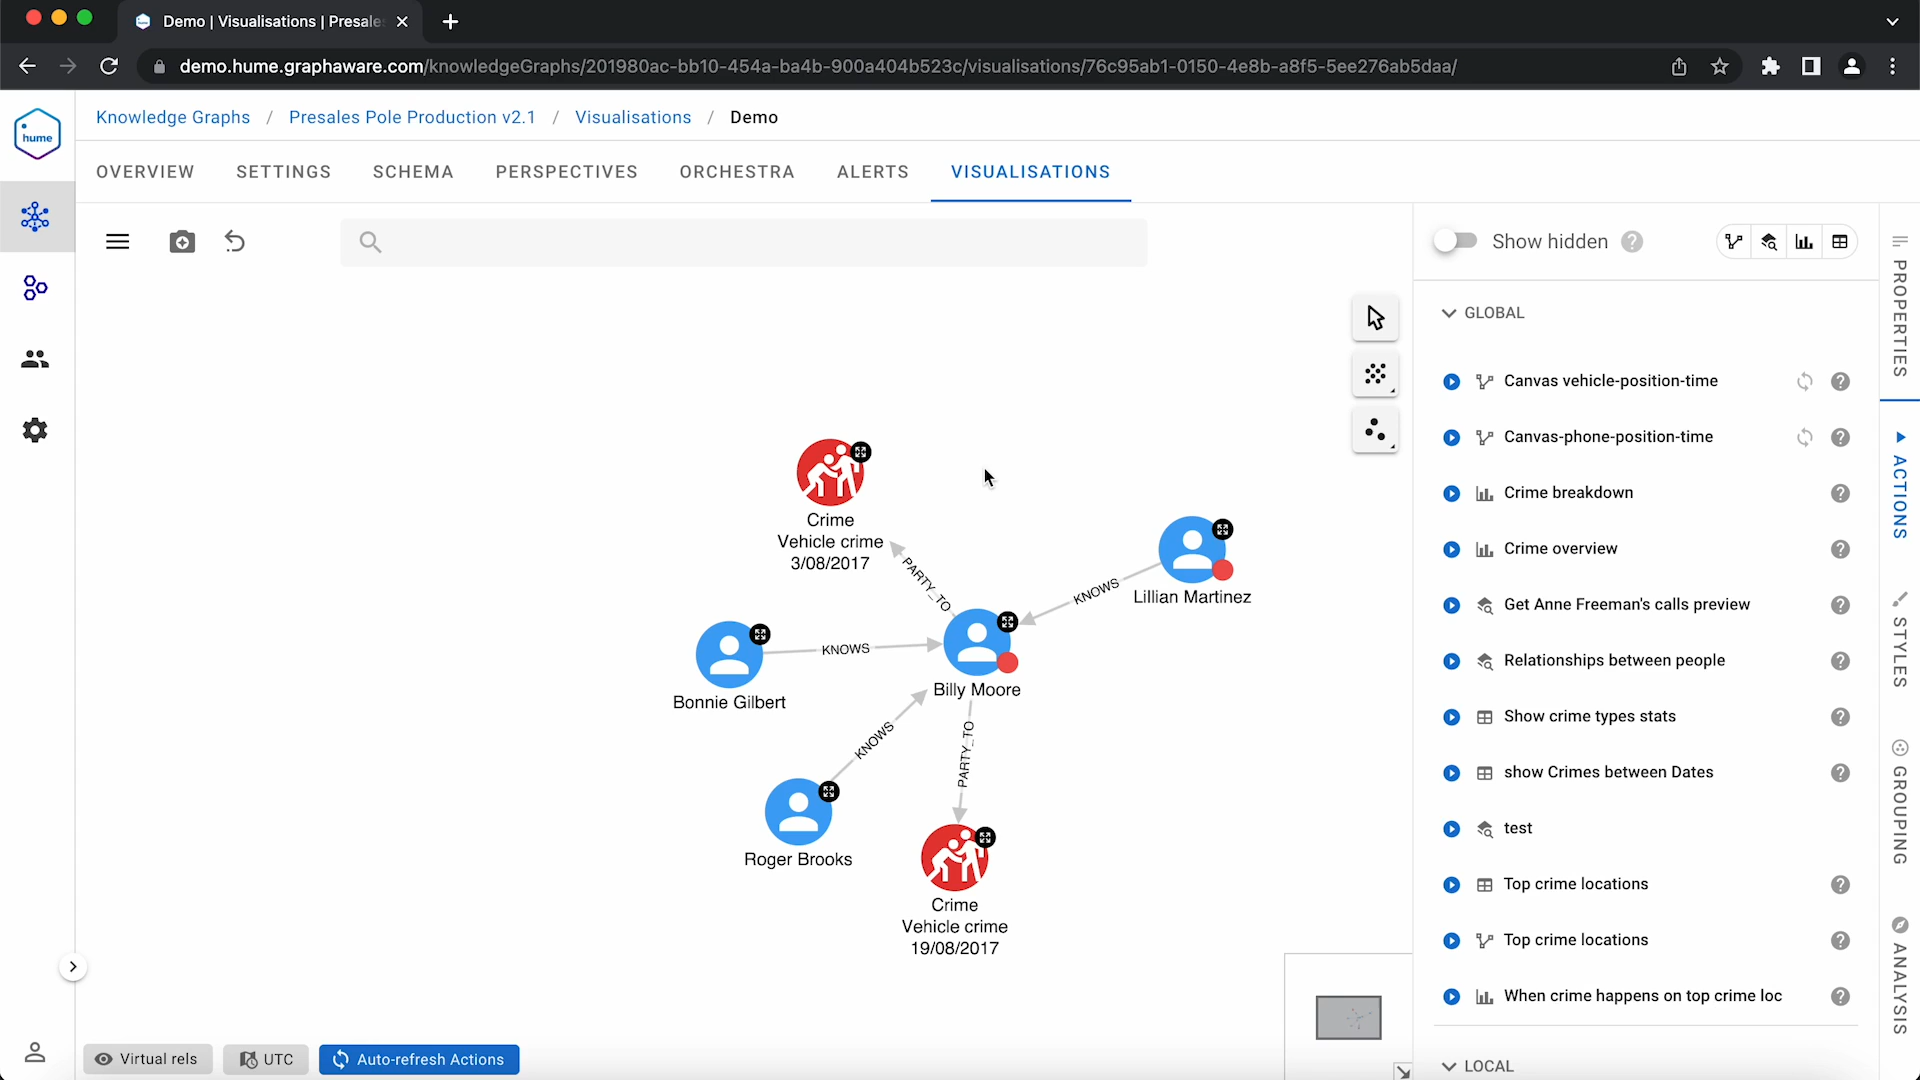 Demo | Visualisations | Presale
demo.hume.graphaware.com/knowledgeGraphs/201980ac-bb10-454a-ba4b-900a404b523c/visualisations/76c95ab1-0150-4e8b-a8f5-5ee276ab5daa/
hume
Knowledge Graphs / Presales Pole Production v2.1 / Visualisations / Demo
OVERVIEW SETTINGS SCHEMA PERSPECTIVES ORCHESTRA ALERTS VISUALISATIONS
Show hidden
GLOBAL
Canvas vehicle-position-time
Canvas-phone-position-time
Crime breakdown
Crime overview
Get Anne Freeman's calls preview
Relationships between people
Show crime types stats
show Crimes between Dates
test
Top crime locations
Top crime locations
When crime happens on top crime loc
LOCAL
PROPERTIES
ACTIONS
STYLES
GROUPING
ANALYSIS
Crime
Vehicle crime
3/08/2017
PARTY_TO
KNOWS
Lillian Martinez
KNOWS
Bonnie Gilbert
Billy Moore
KNOWS
PARTY_TO
Roger Brooks
Crime
Vehicle crime
19/08/2017
Virtual rels
UTC
Auto-refresh Actions